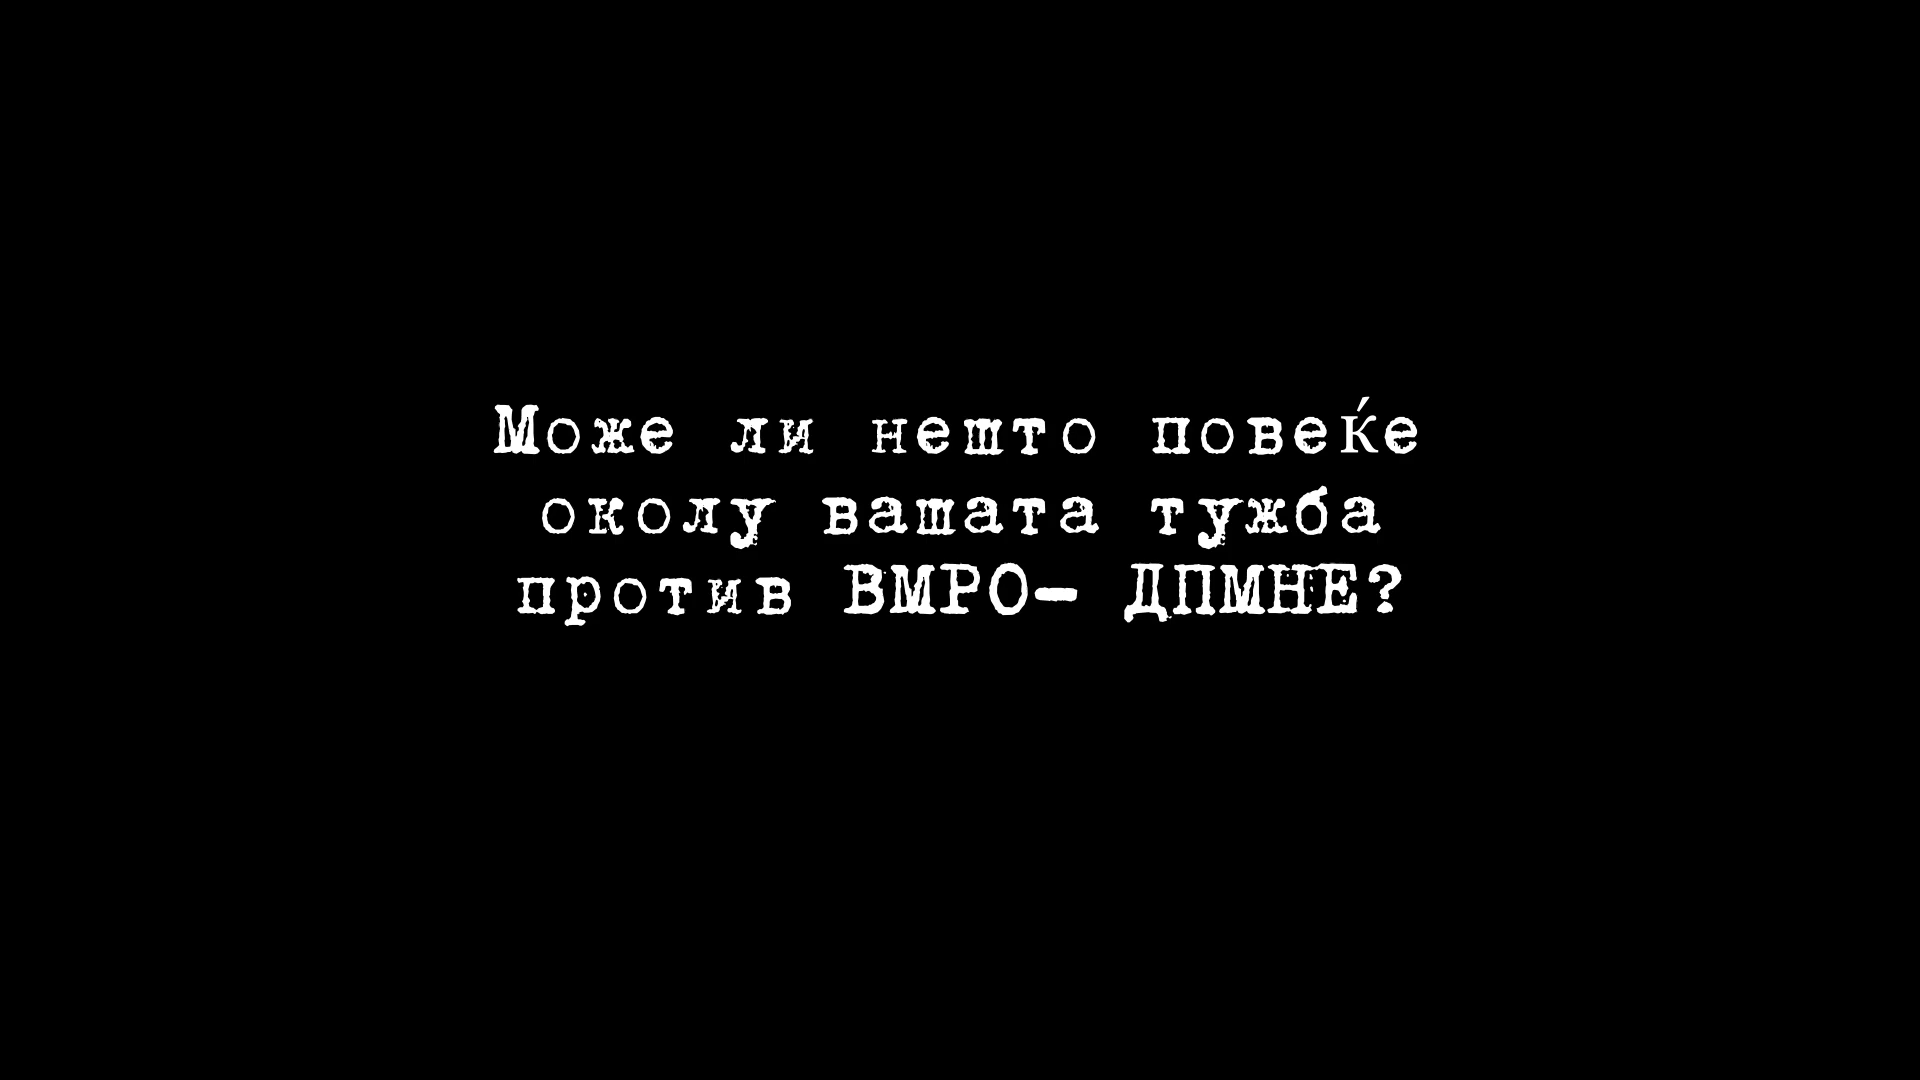 Може ли нешто повеќе
околу вашата тужба
против ВМРО- ДПМНЕ?